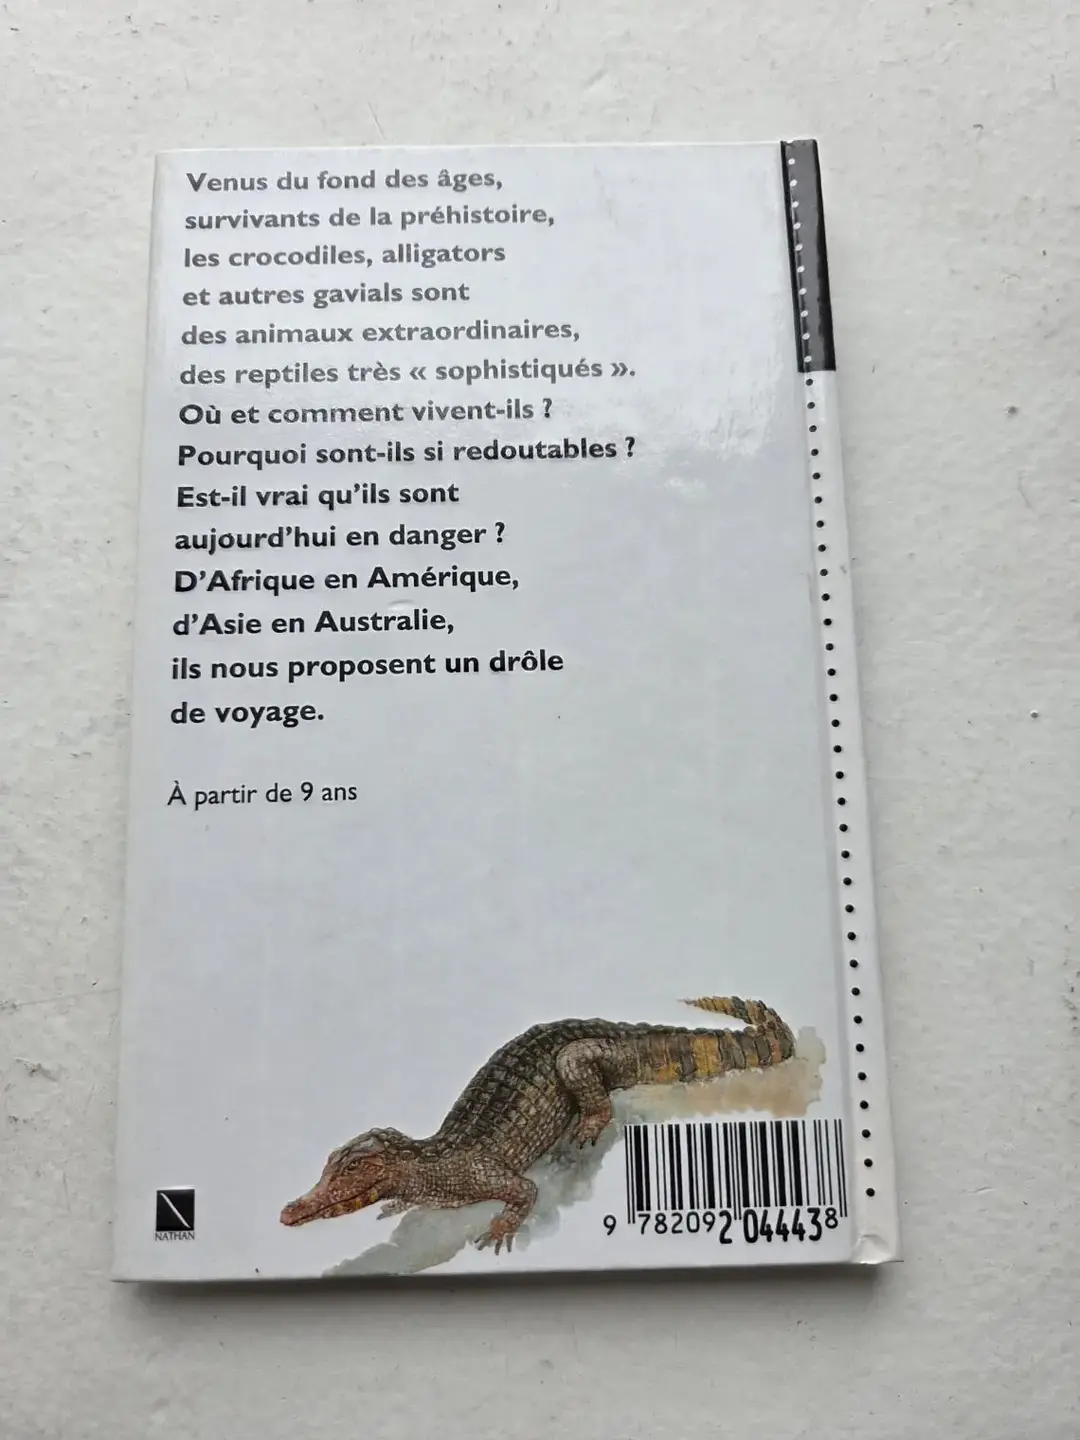 Venus du fond des âges,
survivants de la préhistoire,
les crocodiles, alligators
et autres gavials sont
des animaux extraordinaires,
des reptiles très « sophistiqués ».
Où et comment vivent-ils ?
Pourquoi sont-ils si redoutables ?
Est-il vrai qu'ils sont
aujourd'hui en danger ?
D'Afrique en Amérique,
d'Asie en Australie,
ils nous proposent un drôle
de voyage.
À partir de 9 ans
NATHAN
9 782092 044438